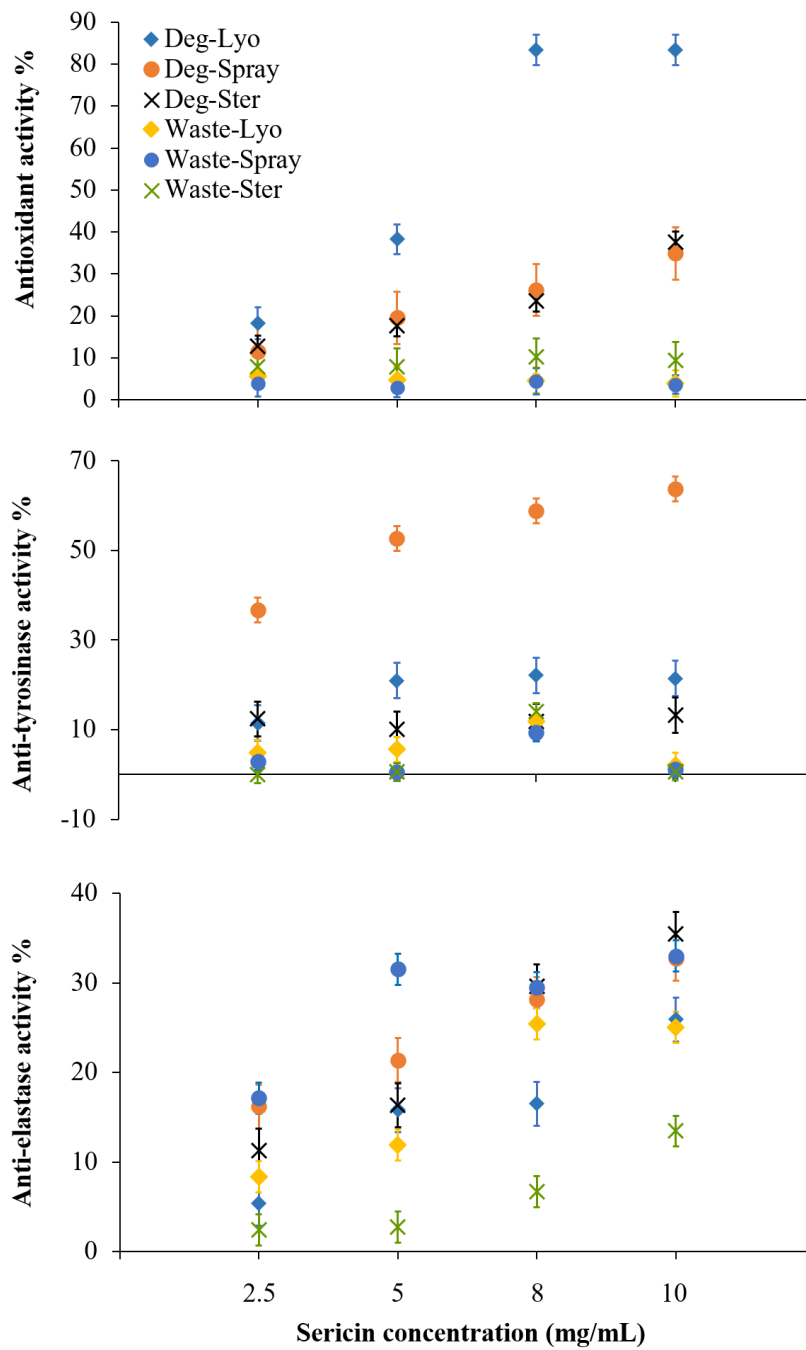 Antioxidant activity %
90
80
70
60
50
40
30
20
10
0
Deg-Lyo
Deg-Spray
Deg-Ster
Waste-Lyo
Waste-Spray
Waste-Ster
Anti-tyrosinase activity %
70
50
30
10
-10
Anti-elastase activity %
40
30
20
10
0
2.5 5 8 10
Sericin concentration (mg/mL)